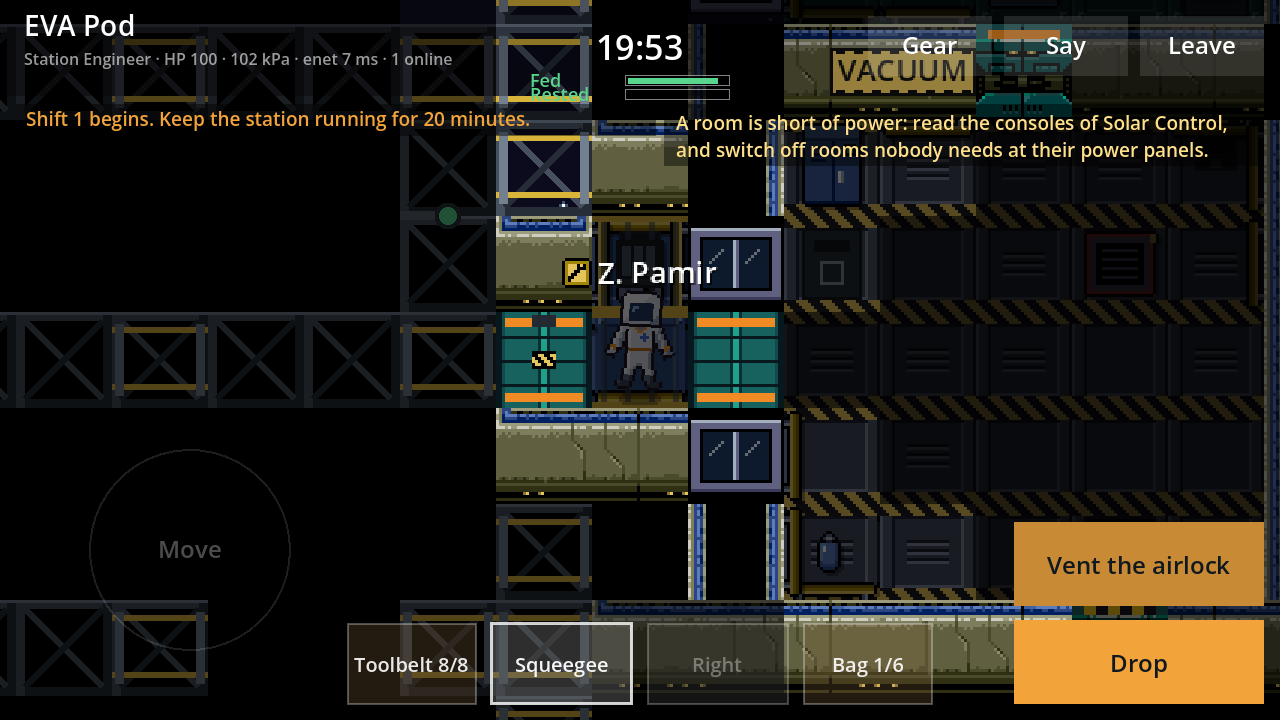 EVA Pod
Station Engineer · HP 100 · 102 kPa · enet 7 ms · 1 online
19:53
Fed
Rested
Gear
Say
Leave
VACUUM
Shift 1 begins. Keep the station running for 20 minutes.
A room is short of power: read the consoles of Solar Control,
and switch off rooms nobody needs at their power panels.
Z. Pamir
Move
Vent the airlock
Toolbelt 8/8
Squeegee
Right
Bag 1/6
Drop